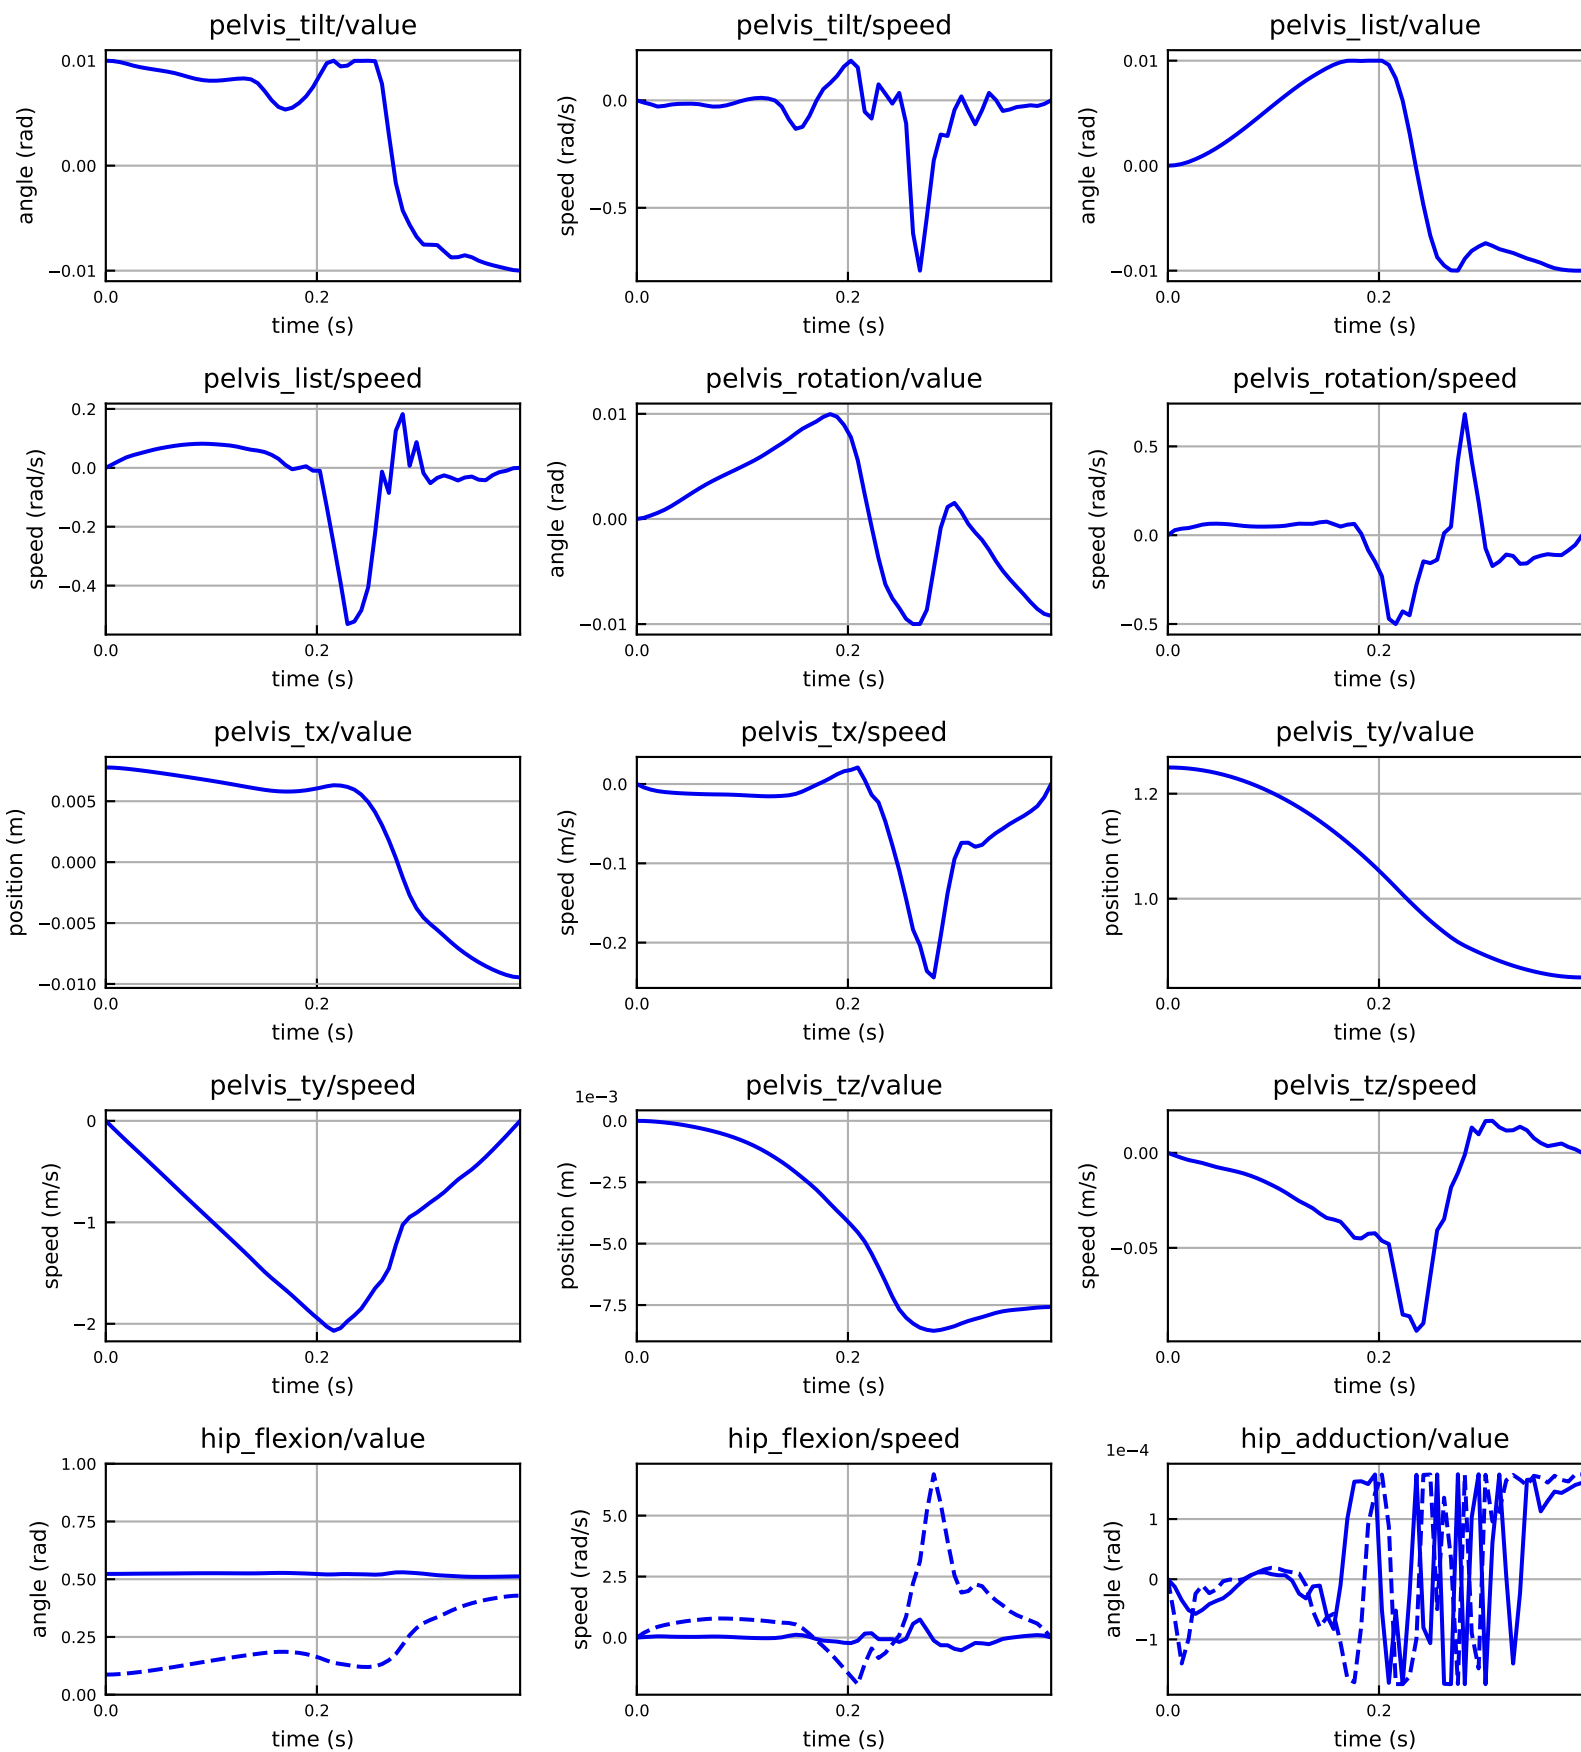 pelvis_tilt/value
angle (rad)
0.01
0.00
−0.01
0.0
0.2
time (s)
pelvis_tilt/speed
speed (rad/s)
0.0
−0.5
0.0
0.2
time (s)
pelvis_list/value
angle (rad)
0.01
0.00
−0.01
0.0
0.2
time (s)
pelvis_list/speed
speed (rad/s)
0.2
0.0
−0.2
−0.4
0.0
0.2
time (s)
pelvis_rotation/value
angle (rad)
0.01
0.00
−0.01
0.0
0.2
time (s)
pelvis_rotation/speed
speed (rad/s)
0.5
0.0
−0.5
0.0
0.2
time (s)
pelvis_tx/value
position (m)
0.005
0.000
−0.005
−0.010
0.0
0.2
time (s)
pelvis_tx/speed
speed (m/s)
0.0
−0.1
−0.2
0.0
0.2
time (s)
pelvis_ty/value
position (m)
1.2
1.0
0.0
0.2
time (s)
pelvis_ty/speed
speed (m/s)
0
−1
−2
0.0
0.2
time (s)
pelvis_tz/value
1e−3
position (m)
0.0
−2.5
−5.0
−7.5
0.0
0.2
time (s)
pelvis_tz/speed
speed (m/s)
0.00
−0.05
0.0
0.2
time (s)
hip_flexion/value
angle (rad)
1.00
0.75
0.50
0.25
0.00
0.0
0.2
time (s)
hip_flexion/speed
speed (rad/s)
5.0
2.5
0.0
0.0
0.2
time (s)
hip_adduction/value
1e−4
angle (rad)
1
0
−1
0.0
0.2
time (s)